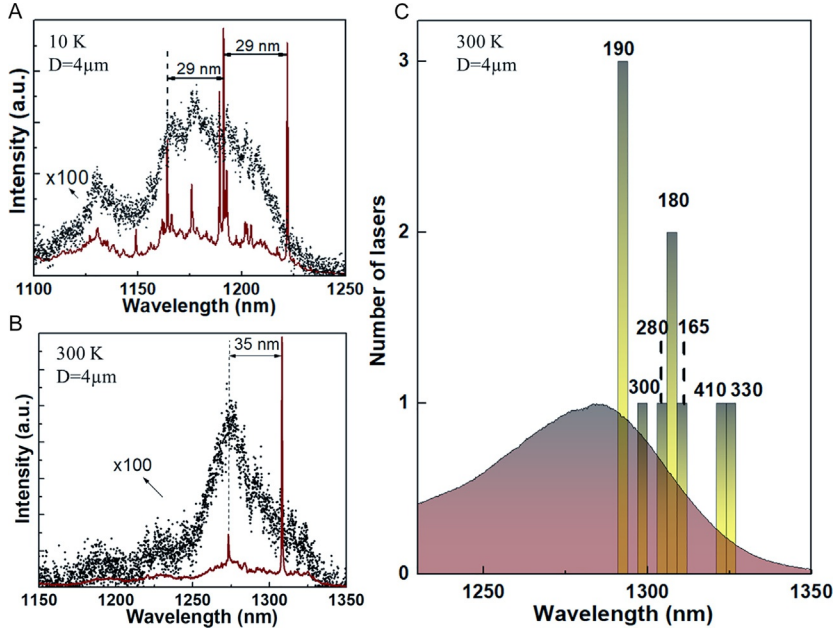 A
10 K
D=4µm
29 nm
29 nm
x100
Intensity (a.u.)
1100
1150
1200
1250
Wavelength (nm)
B
300 K
D=4µm
35 nm
x100
Intensity (a.u.)
1150
1200
1250
1300
1350
Wavelength (nm)
C
300 K
D=4µm
190
180
280
165
300
410
330
Number of lasers
3
2
1
0
1250
1300
1350
Wavelength (nm)